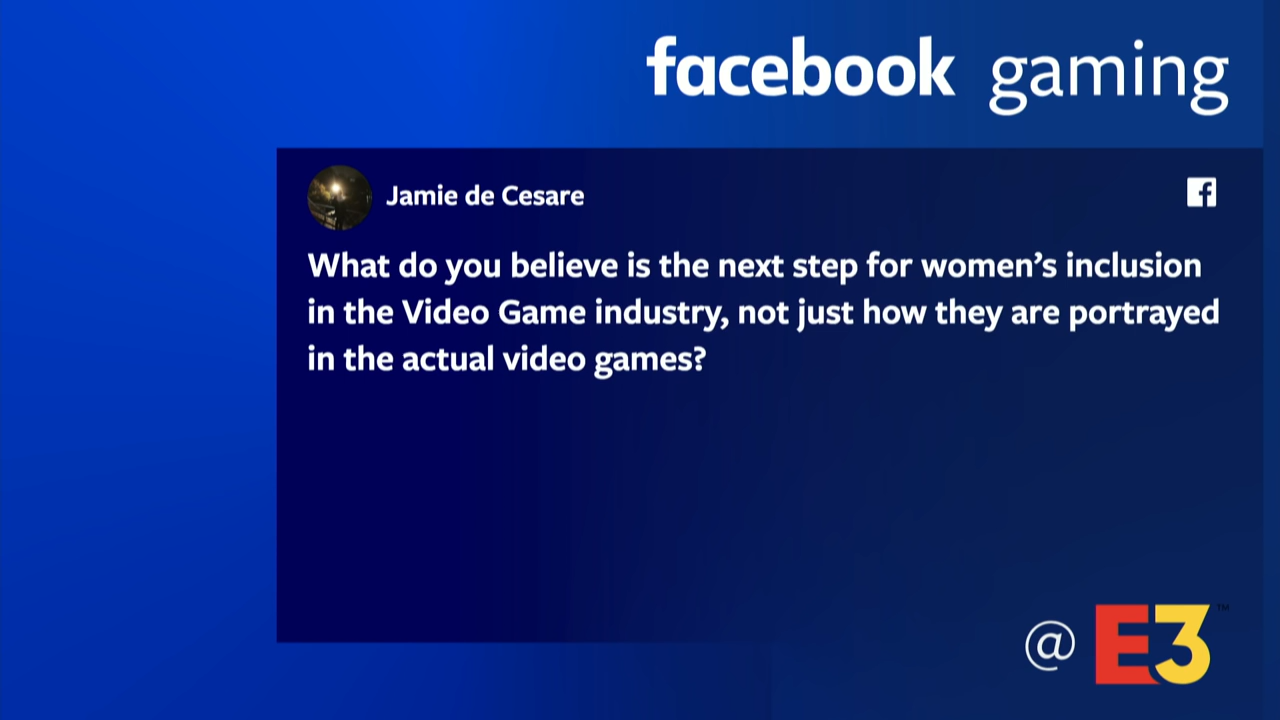 facebook gaming
Jamie de Cesare
What do you believe is the next step for women’s inclusion
in the Video Game industry, not just how they are portrayed
in the actual video games?
@ E3™